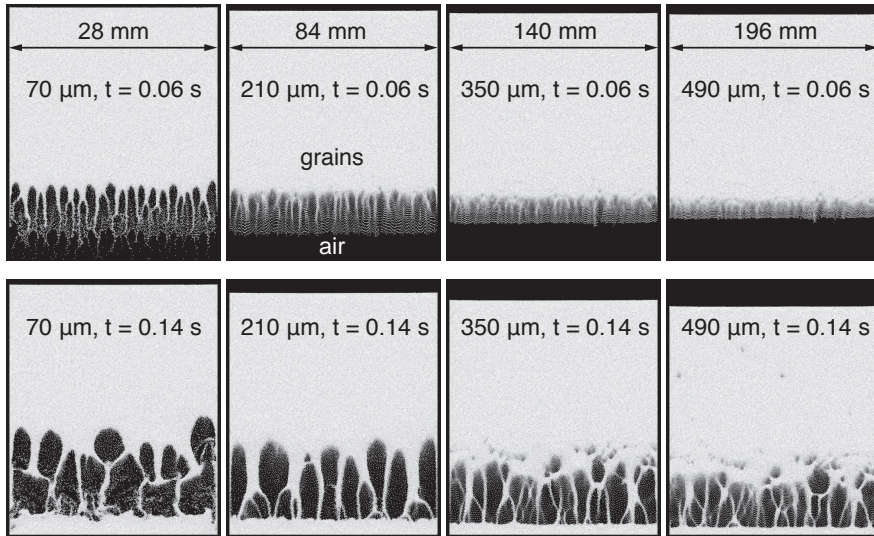 28 mm
84 mm
140 mm
196 mm
70 µm, t = 0.06 s
210 µm, t = 0.06 s
350 µm, t = 0.06 s
490 µm, t = 0.06 s
grains
air
70 µm, t = 0.14 s
210 µm, t = 0.14 s
350 µm, t = 0.14 s
490 µm, t = 0.14 s